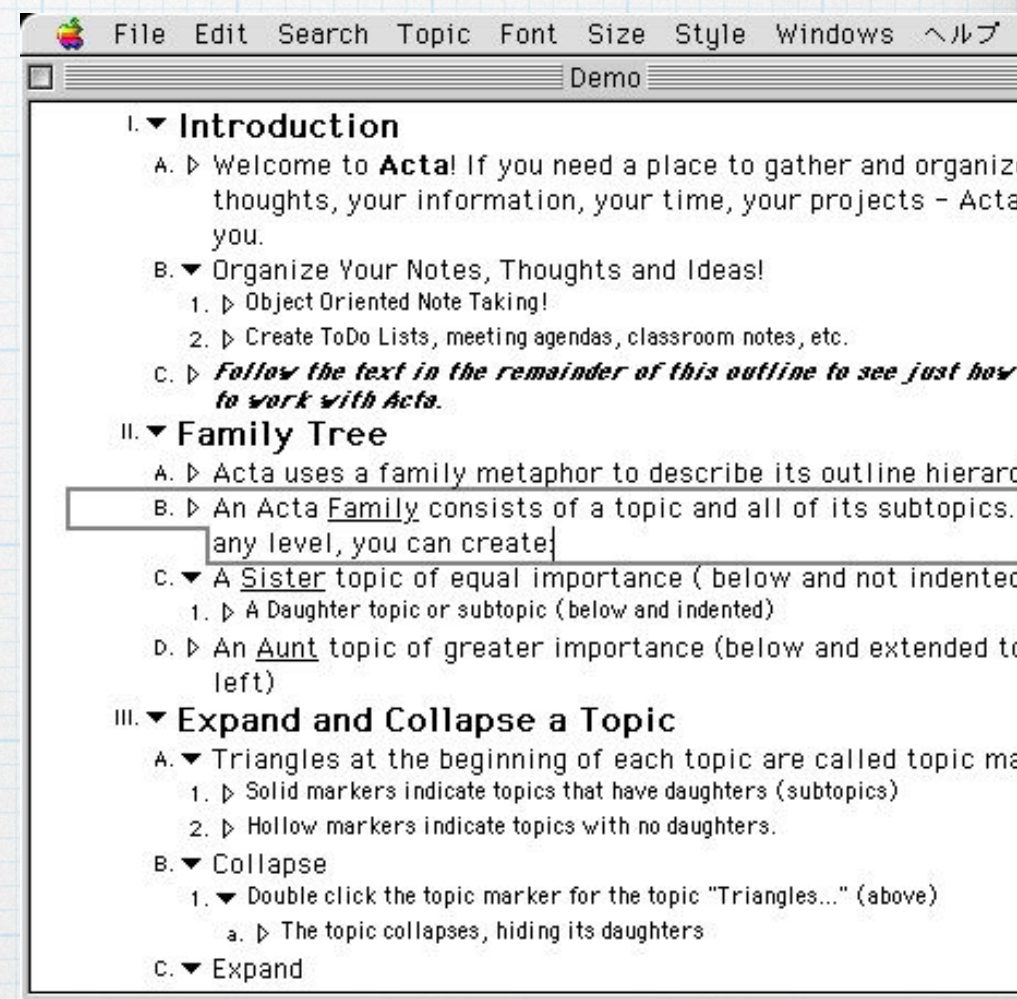 File Edit Search Topic Font Size Style Windows ヘルプ
Demo
I. Introduction
A. Welcome to Acta! If you need a place to gather and organize
thoughts, your information, your time, your projects - Acta
you.
B. Organize Your Notes, Thoughts and Ideas!
1. Object Oriented Note Taking!
2. Create ToDo Lists, meeting agendas, classroom notes, etc.
C. Follow the text in the remainder of this outline to see just how
to work with Acta.
II. Family Tree
A. Acta uses a family metaphor to describe its outline
B. An Acta Family consists of a topic and all of its subtopics.
any level, you can create:
C. A Sister topic of equal importance ( below and not indented
1. A Daughter topic or subtopic (below and indented)
D. An Aunt topic of greater importance (below and extended to
left)
III. Expand and Collapse a Topic
A. Triangles at the beginning of each topic are called topic
1. Solid markers indicate topics that have daughters (subtopics)
2. Hollow markers indicate topics with no daughters.
B. Collapse
1. Double click the topic marker for the topic "Triangles..." (above)
a. The topic collapses, hiding its daughters
C. Expand